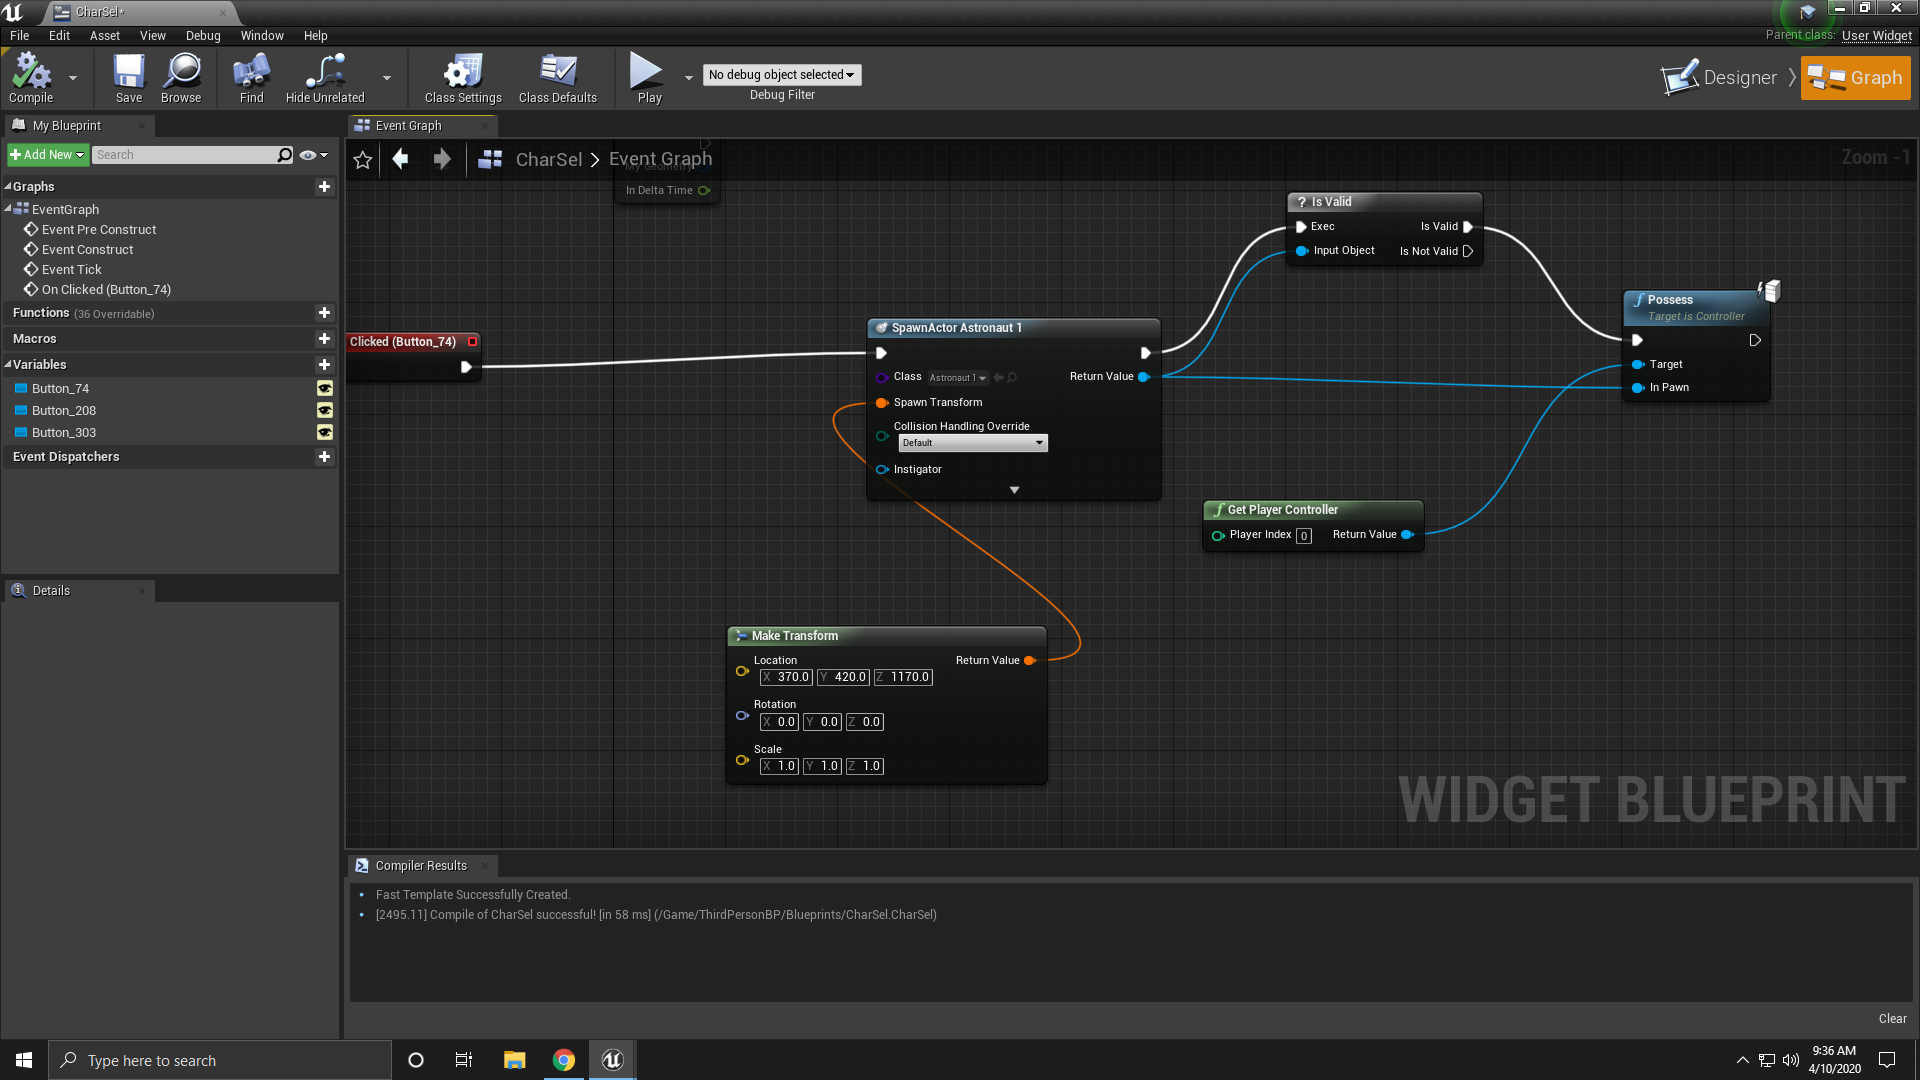 CharSel*
File Edit Asset View Debug Window Help
Parent class: User Widget
Compile
Save
Browse
Find
Hide Unrelated
Class Settings
Class Defaults
Play
No debug object selected
Debug Filter
Designer
Graph
My Blueprint
Event Graph
Add New
Search
CharSel > Event Graph
Zoom -1
My Geometry
In Delta Time
Graphs
EventGraph
Event Pre Construct
Event Construct
Event Tick
On Clicked (Button_74)
Functions (36 Overridable)
Macros
Variables
Button_74
Button_208
Button_303
Event Dispatchers
Details
Clicked (Button_74)
SpawnActor Astronaut 1
Class Astronaut 1
Return Value
Spawn Transform
Collision Handling Override
Default
Instigator
? Is Valid
Exec Is Valid
Input Object Is Not Valid
f Possess
Target is Controller
Target
In Pawn
f Get Player Controller
Player Index 0 Return Value
Make Transform
Location Return Value
X 370.0 Y 420.0 Z 1170.0
Rotation
X 0.0 Y 0.0 Z 0.0
Scale
X 1.0 Y 1.0 Z 1.0
WIDGET BLUEPRINT
Compiler Results
Fast Template Successfully Created.
[2495.11] Compile of CharSel successful! [in 58 ms] (/Game/ThirdPersonBP/Blueprints/CharSel.CharSel)
Clear
Type here to search
9:36 AM
4/10/2020